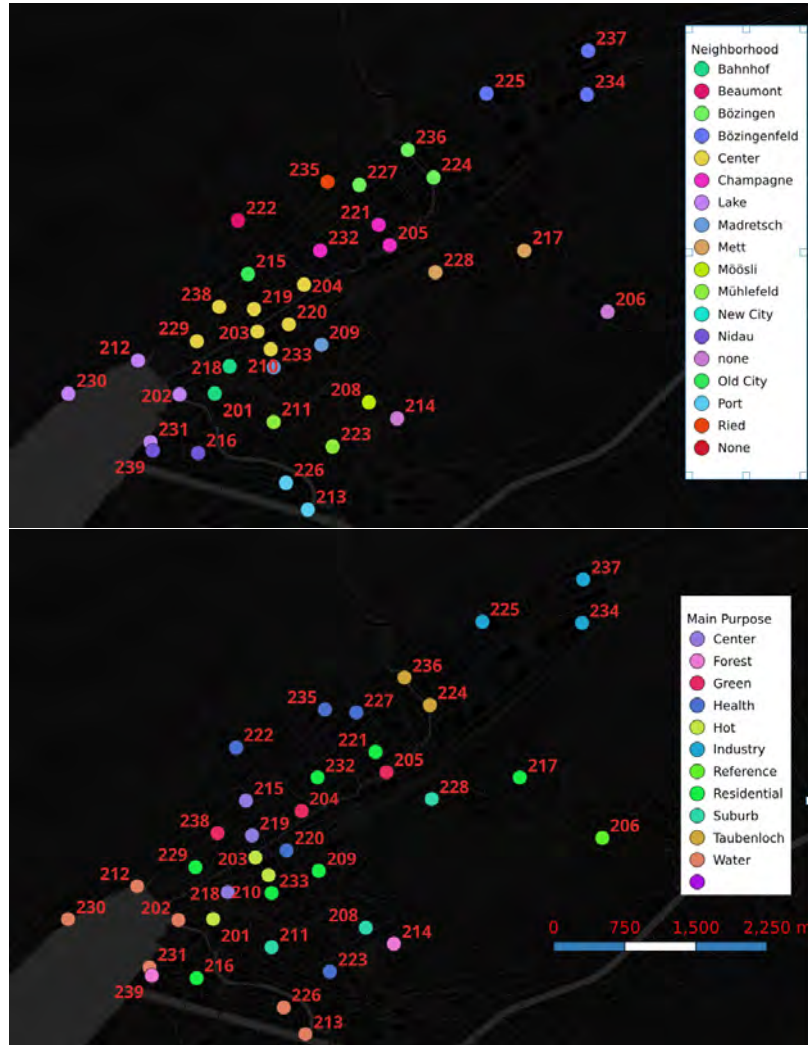 237
Neighborhood
Bahnhof
225
234
Beaumont
Bözingen
236
Bözingenfeld
235
227
224
Center
Champagne
222
221
Lake
232
205
Madretsch
217
Mett
215
228
Möösli
204
Mühlefeld
238
219
206
New City
220
229
203
209
Nidau
212
233
none
218
210
Old City
230
202
208
Port
201
211
214
Ried
231
216
223
None
239
226
213
237
234
225
Main Purpose
Center
236
Forest
235
227
224
Green
Health
222
221
Hot
232
205
217
Industry
215
228
Reference
204
Residential
238
219
206
Suburb
220
229
203
209
Taubenloch
212
233
Water
218
210
230
202
208
201
211
214
0 750 1,500 2,250 m
231
216
223
239
226
213